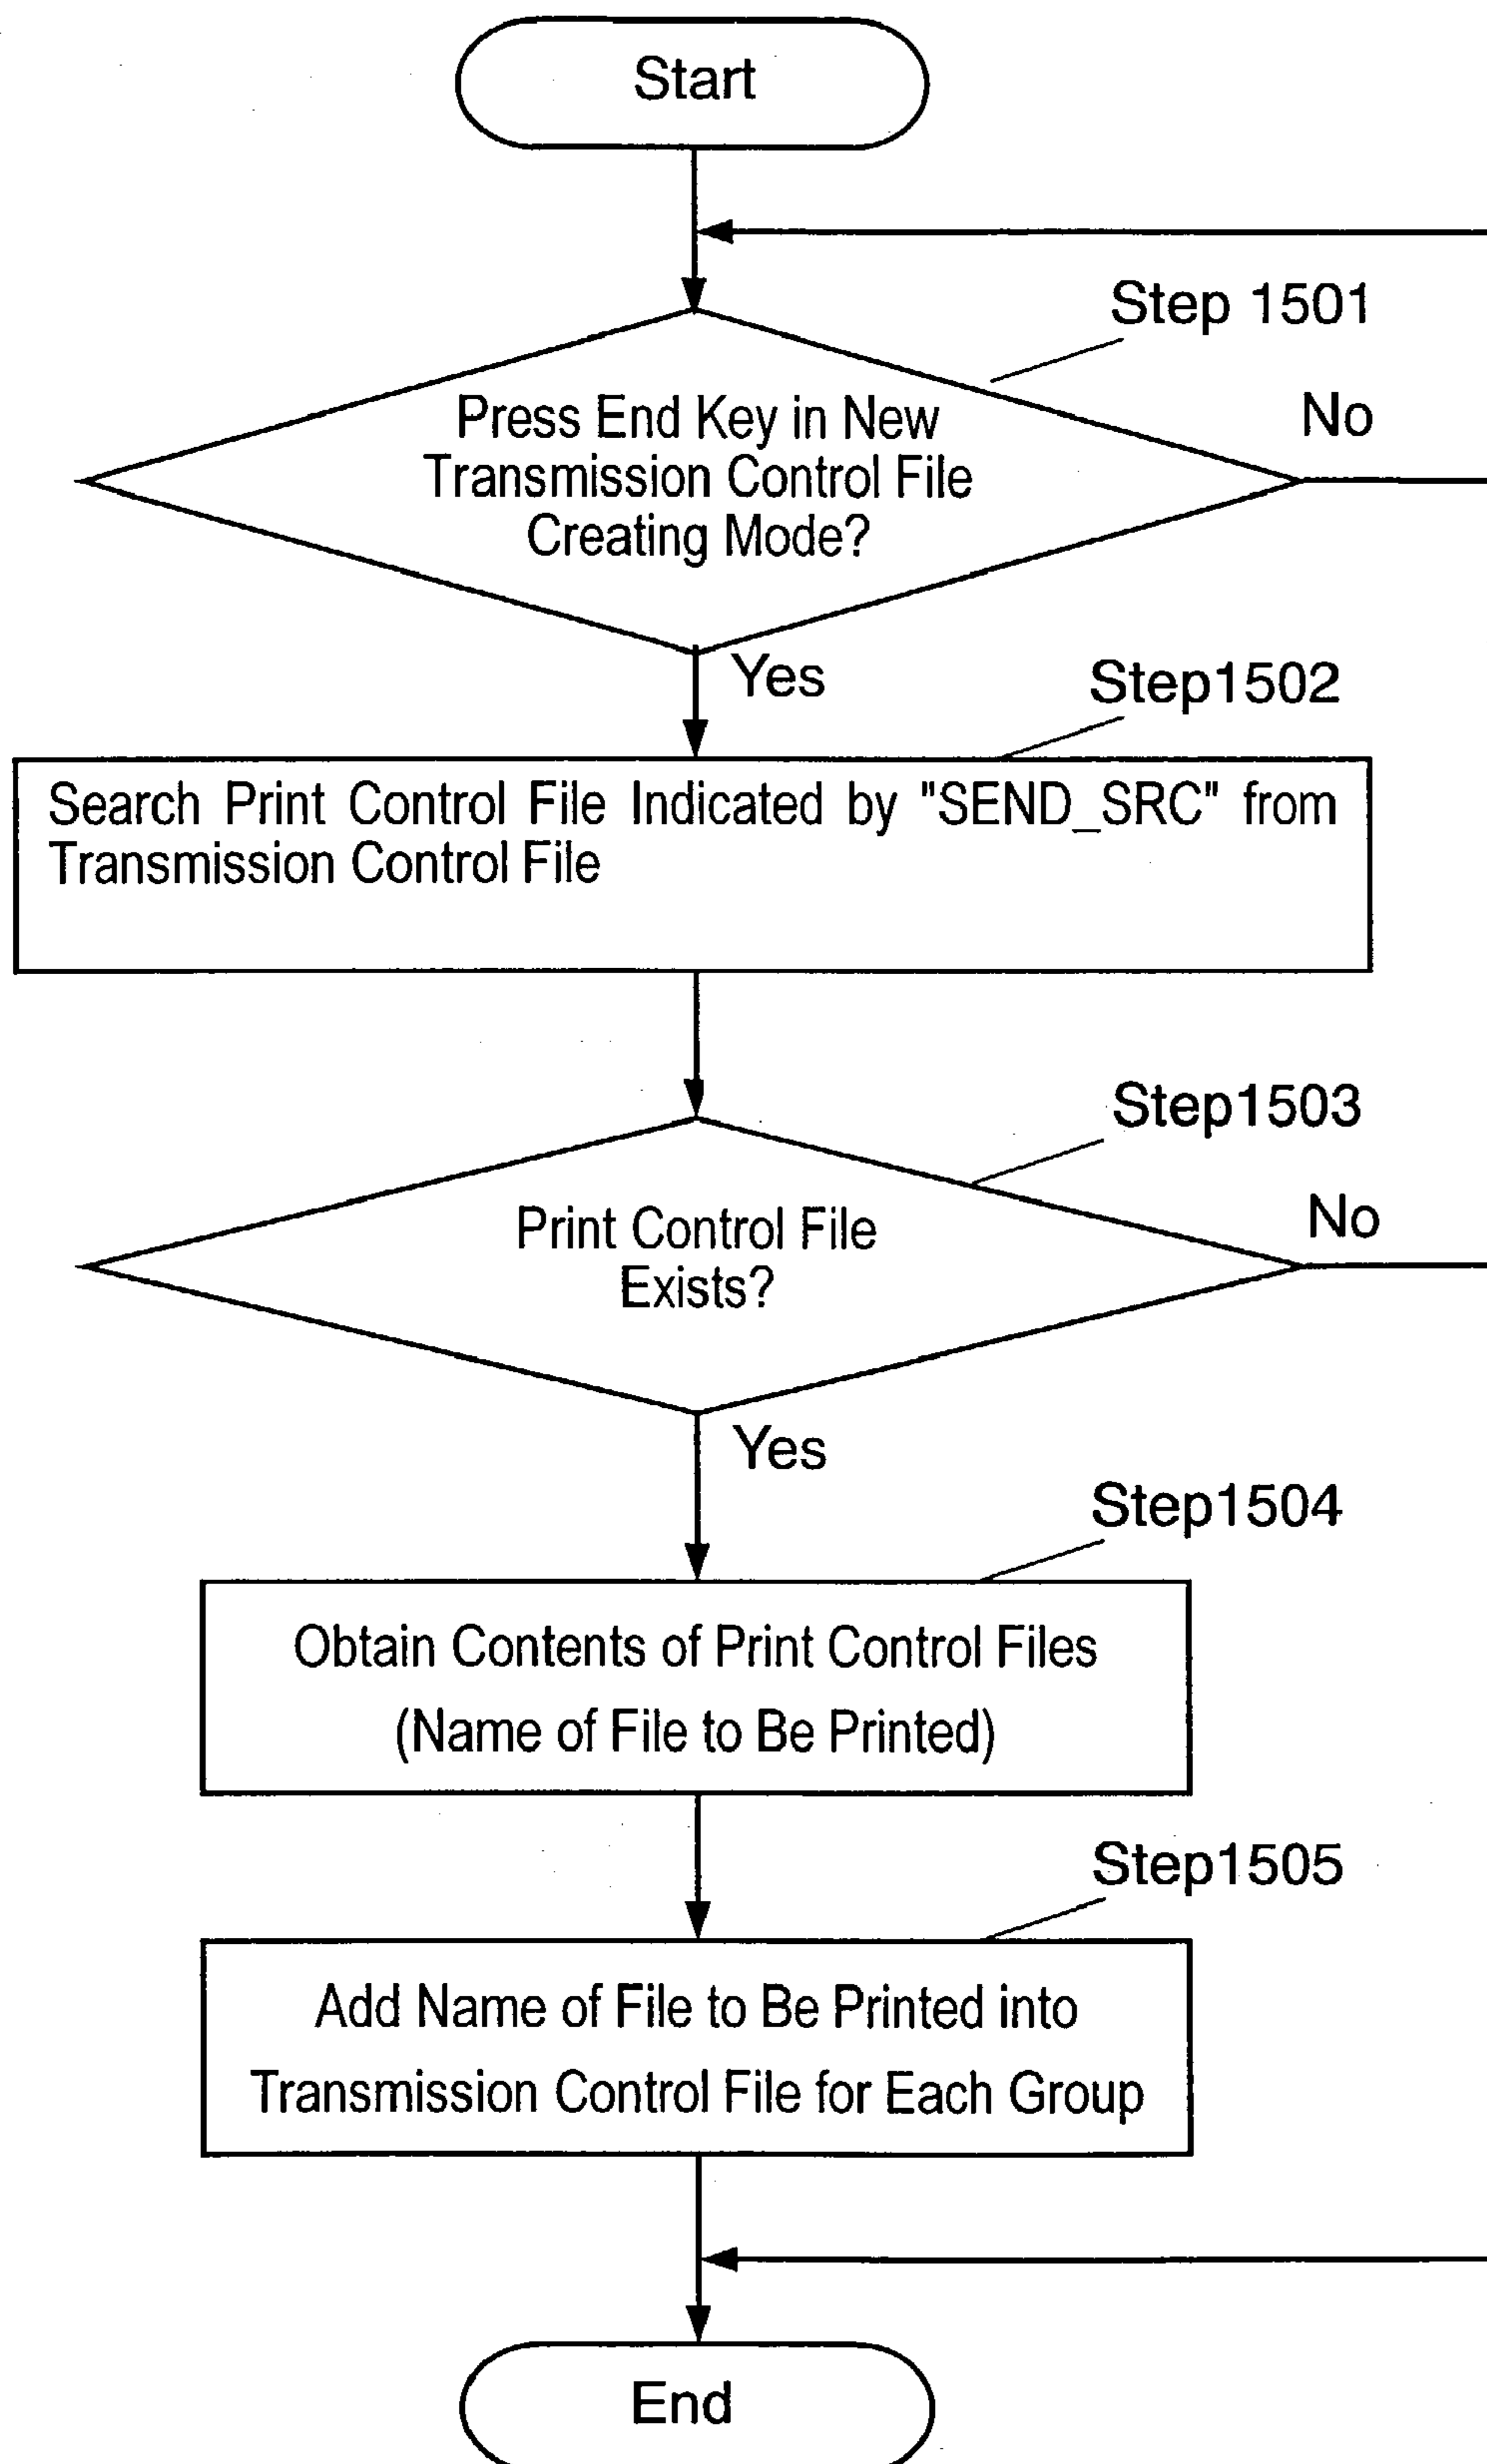 Start
Step 1501
Press End Key in New
Transmission Control File
Creating Mode?
No
Yes
Step1502
Search Print Control File Indicated by "SEND_SRC" from
Transmission Control File
Step1503
Print Control File
Exists?
No
Yes
Step1504
Obtain Contents of Print Control Files
(Name of File to Be Printed)
Step1505
Add Name of File to Be Printed into
Transmission Control File for Each Group
End